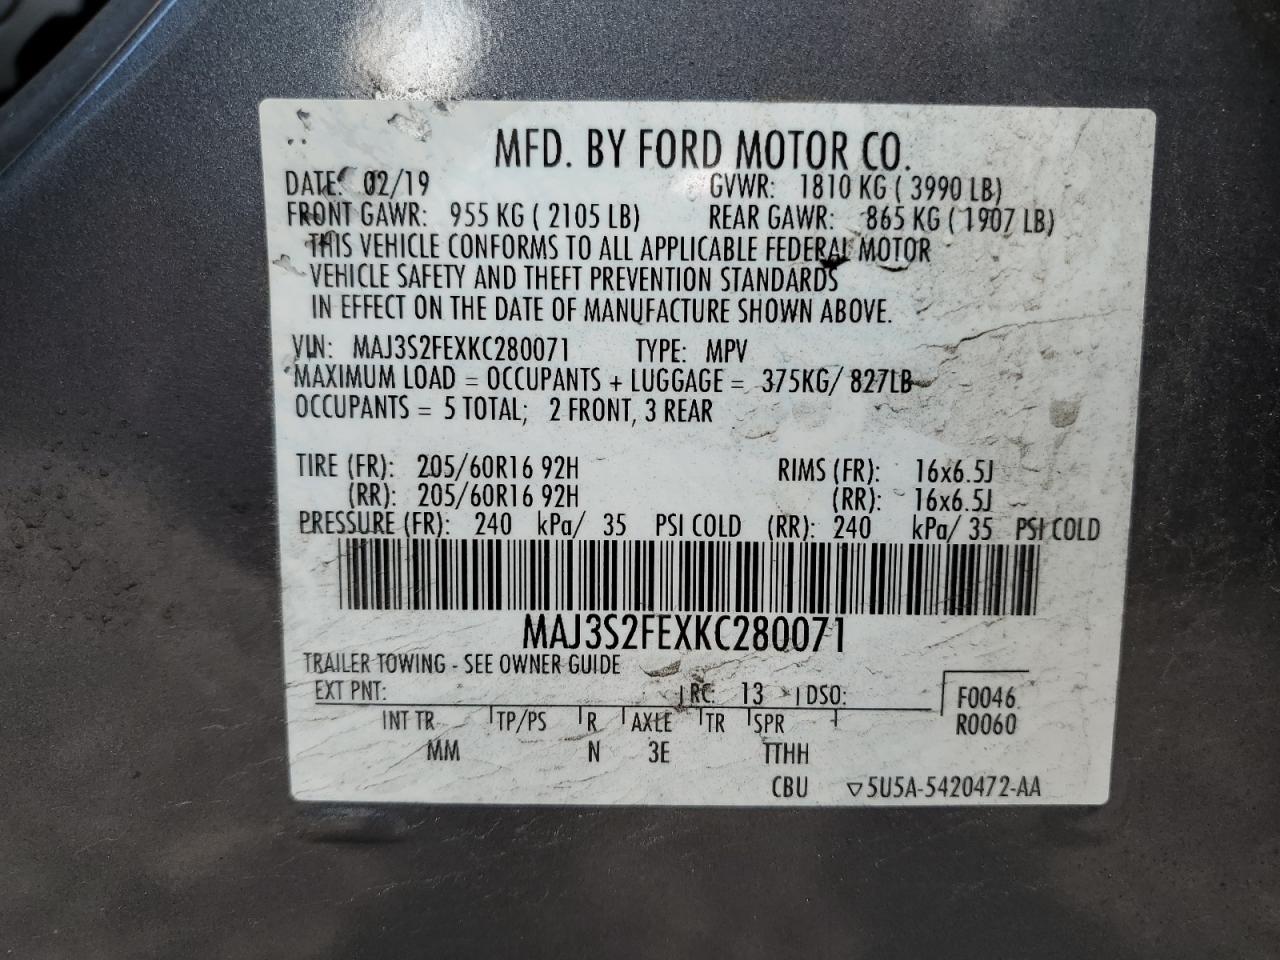 MFD. BY FORD MOTOR CO.
DATE: 02/19 GVWR: 1810 KG ( 3990 LB)
FRONT GAWR: 955 KG ( 2105 LB) REAR GAWR: 865 KG ( 1907 LB)
THIS VEHICLE CONFORMS TO ALL APPLICABLE FEDERAL MOTOR
VEHICLE SAFETY AND THEFT PREVENTION STANDARDS
IN EFFECT ON THE DATE OF MANUFACTURE SHOWN ABOVE.
VIN: MAJ3S2FEXKC280071 TYPE: MPV
MAXIMUM LOAD = OCCUPANTS + LUGGAGE = 375KG/ 827LB
OCCUPANTS = 5 TOTAL; 2 FRONT, 3 REAR
TIRE (FR): 205/60R16 92H RIMS (FR): 16x6.5J
(RR): 205/60R16 92H (RR): 16x6.5J
PRESSURE (FR): 240 kPa/ 35 PSI COLD (RR): 240 kPa/ 35 PSI COLD
MAJ3S2FEXKC280071
TRAILER TOWING - SEE OWNER GUIDE
EXT PNT: RC: 13 DSO: F0046
INT TR TP/PS R AXLE TR SPR R0060
MM N 3E TTHH
CBU ▽5U5A-5420472-AA